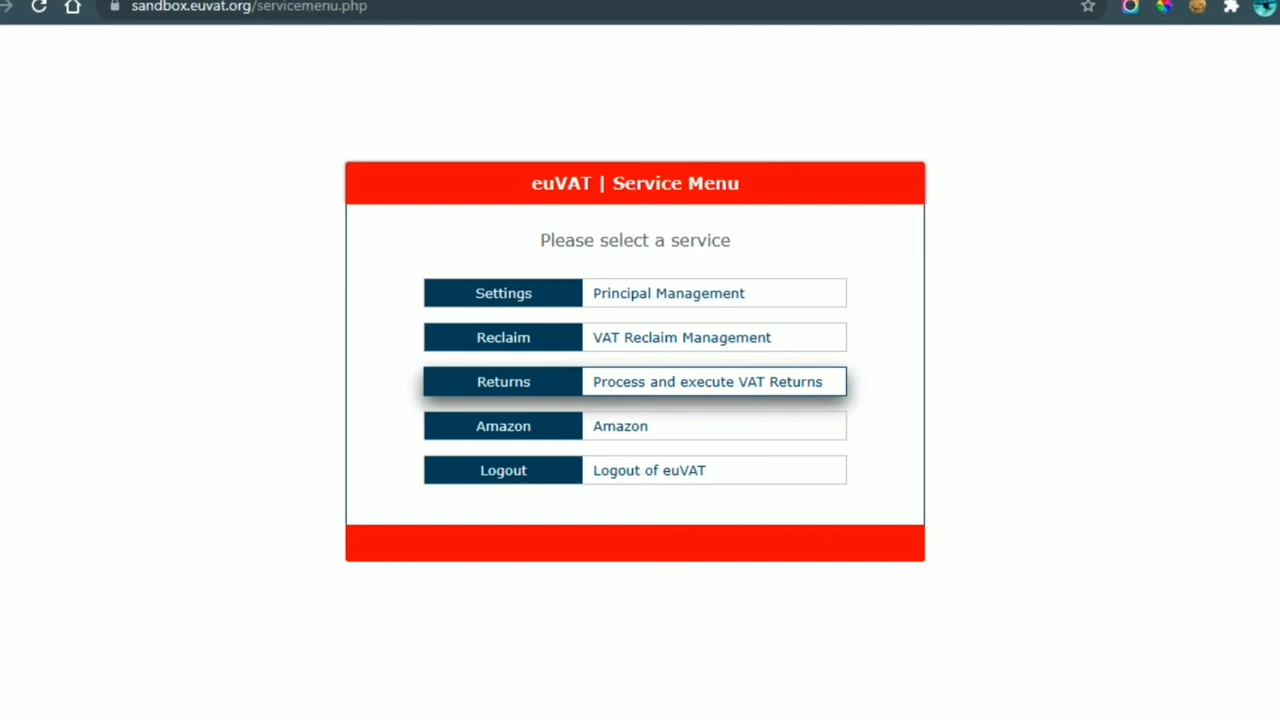 sandbox.euvat.org/servicemenu.php
euVAT | Service Menu
Please select a service
Settings Principal Management
Reclaim VAT Reclaim Management
Returns Process and execute VAT Returns
Amazon Amazon
Logout Logout of euVAT